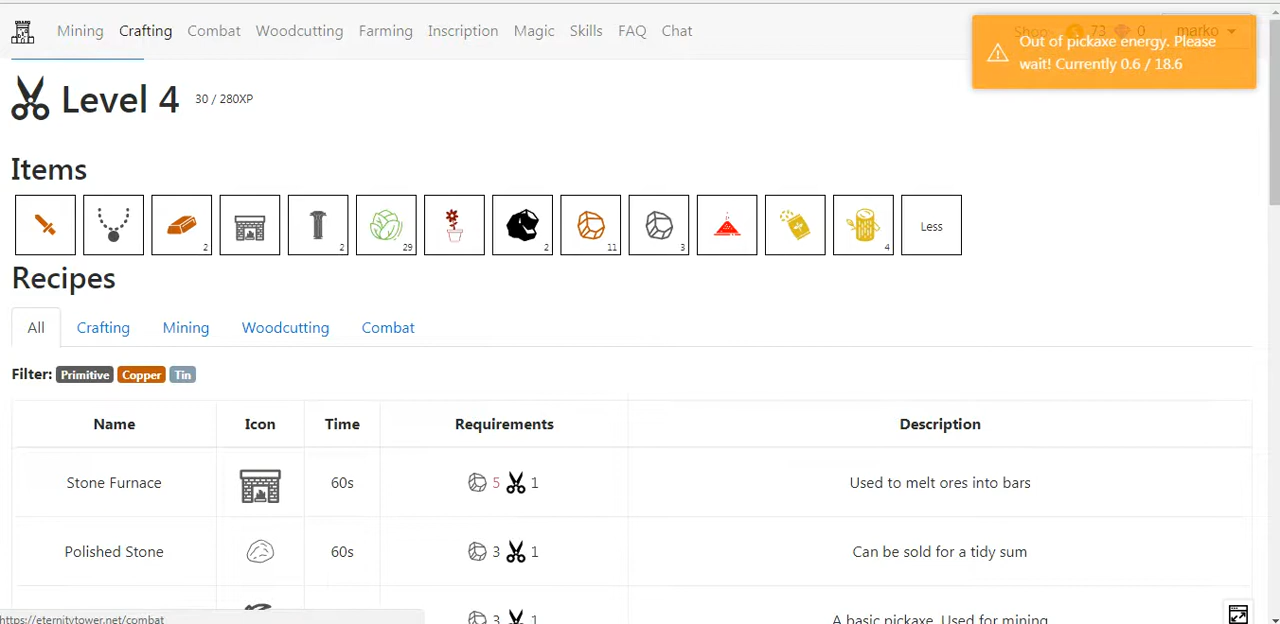 Mining Crafting Combat Woodcutting Farming Inscription Magic Skills FAQ Chat Shop 73 0 marko
Out of pickaxe energy. Please
wait! Currently 0.6 / 18.6
Level 4 30 / 280XP
Items
2 2 29 2 11 3 4 Less
Recipes
All Crafting Mining Woodcutting Combat
Filter: Primitive Copper Tin
Name Icon Time Requirements Description
Stone Furnace 60s 5 1 Used to melt ores into bars
Polished Stone 60s 3 1 Can be sold for a tidy sum
3 1 A basic pickaxe. Used for mining
https://eternitytower.net/combat